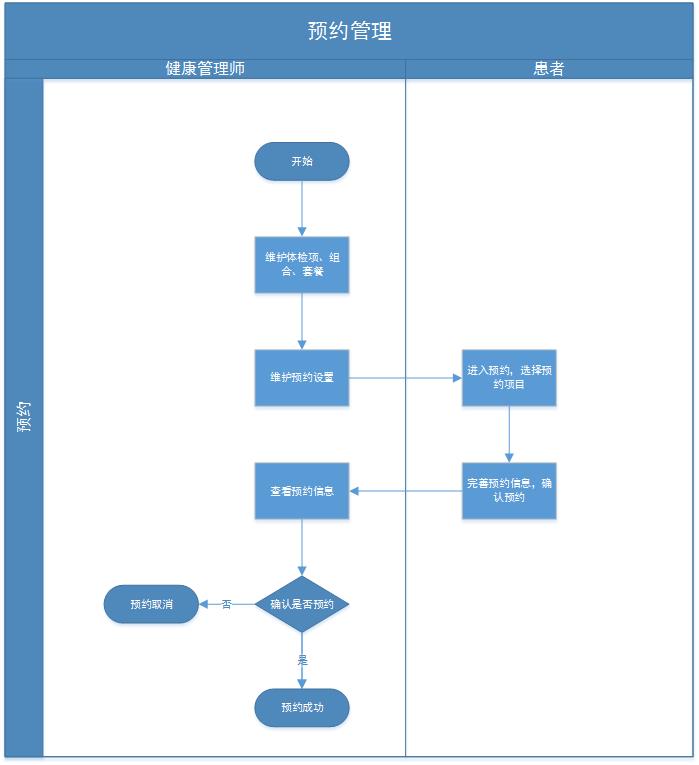 预约管理
健康管理师
患者
预约
开始
维护体检项、组
合、套餐
维护预约设置
进入预约，选择预
约项目
查看预约信息
完善预约信息，确
认预约
预约取消
否
确认是否预约
是
预约成功